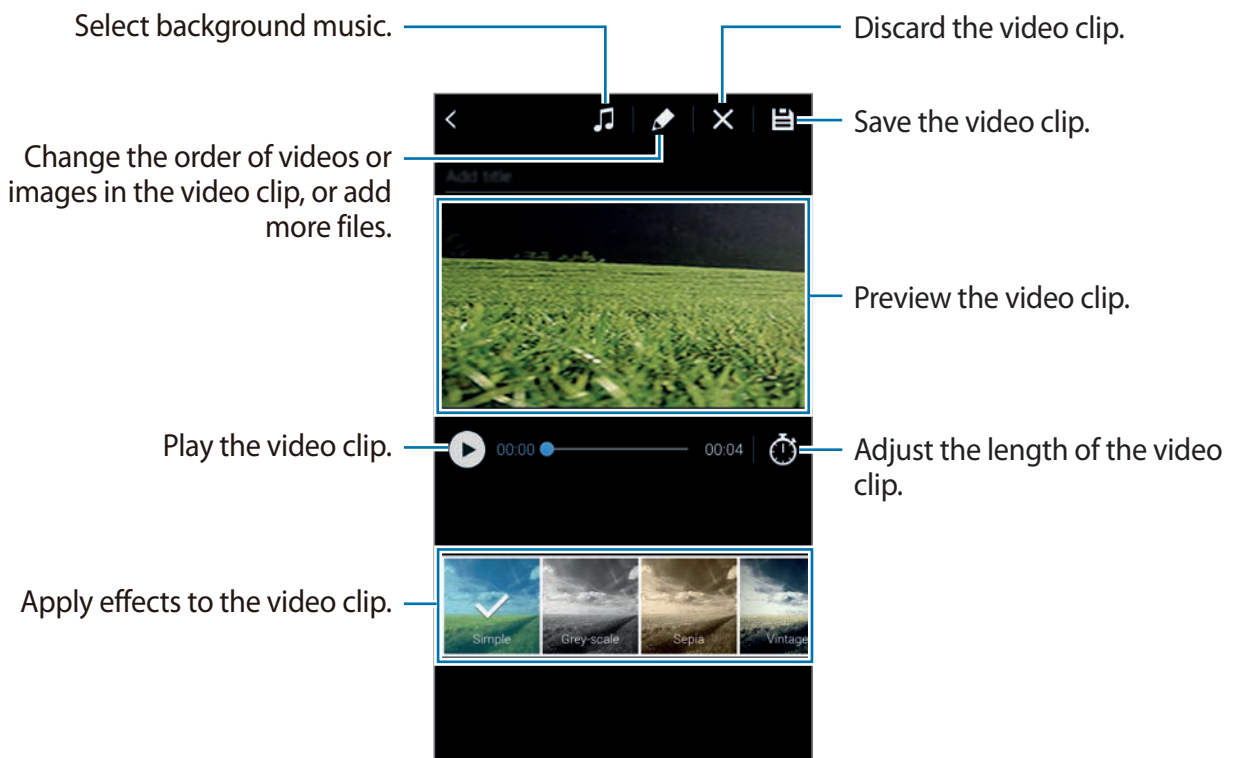 Select background music.
Discard the video clip.
Save the video clip.
Change the order of videos or
images in the video clip, or add
more files.
Add title
Preview the video clip.
Play the video clip.
00:00
00:04
Adjust the length of the video
clip.
Apply effects to the video clip.
Simple
Grey-scale
Sepia
Vintage